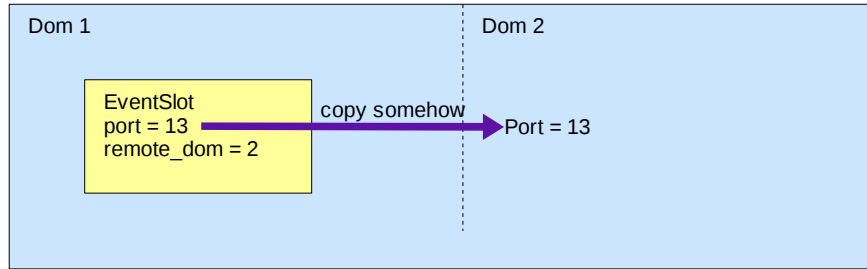 Dom 1
Dom 2
EventSlot
port = 13
remote_dom = 2
copy somehow
Port = 13